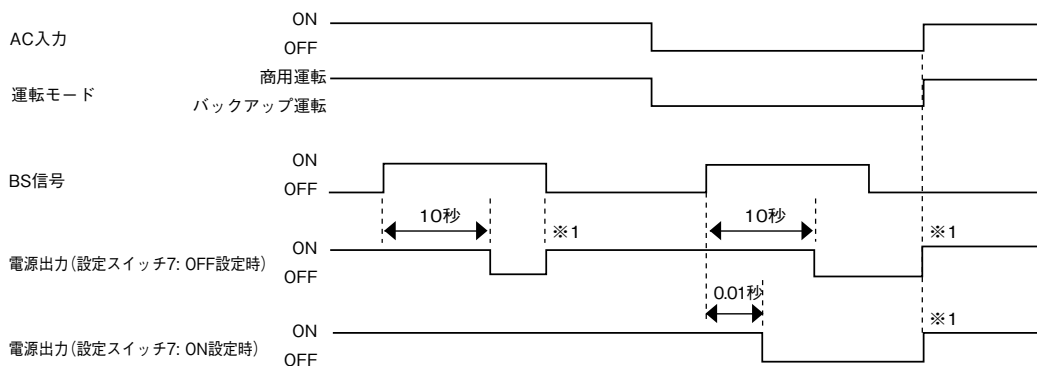 AC入力
ON
OFF
運転モード
商用運転
バックアップ運転
BS信号
ON
OFF
10秒
※1
10秒
※1
電源出力(設定スイッチ7: OFF設定時)
ON
OFF
0.01秒
※1
電源出力(設定スイッチ7: ON設定時)
ON
OFF